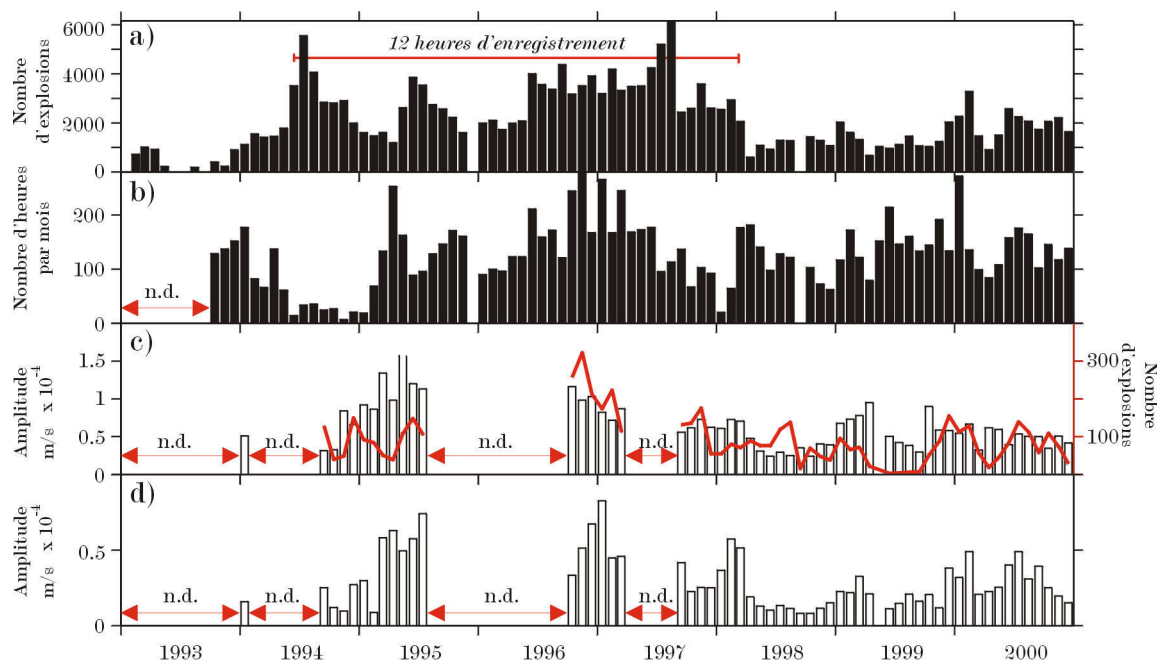 a)
12 heures d'enregistrement
Nombre
d'explosions
6000
4000
2000
0
b)
Nombre d'heures
par mois
200
100
0
n.d.
c)
Amplitude
m/s x 10-4
1.5
1
0.5
0
n.d.
n.d.
n.d.
n.d.
300
100
Nombre
d'explosions
d)
Amplitude
m/s x 10-4
0.5
0
n.d.
n.d.
n.d.
n.d.
1993
1994
1995
1996
1997
1998
1999
2000